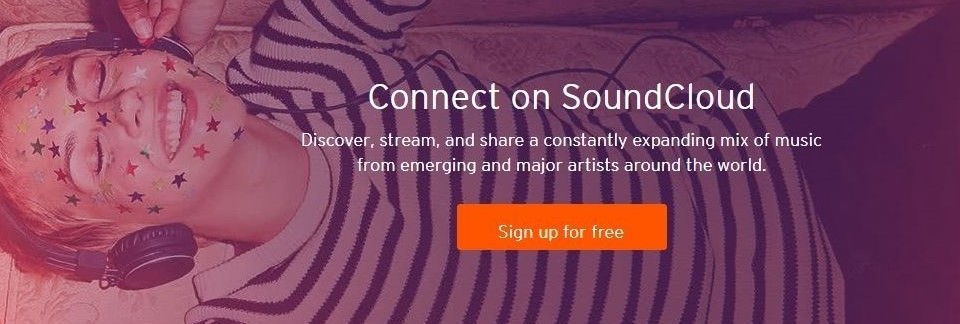 Connect on SoundCloud
Discover, stream, and share a constantly expanding mix of music
from emerging and major artists around the world.
Sign up for free